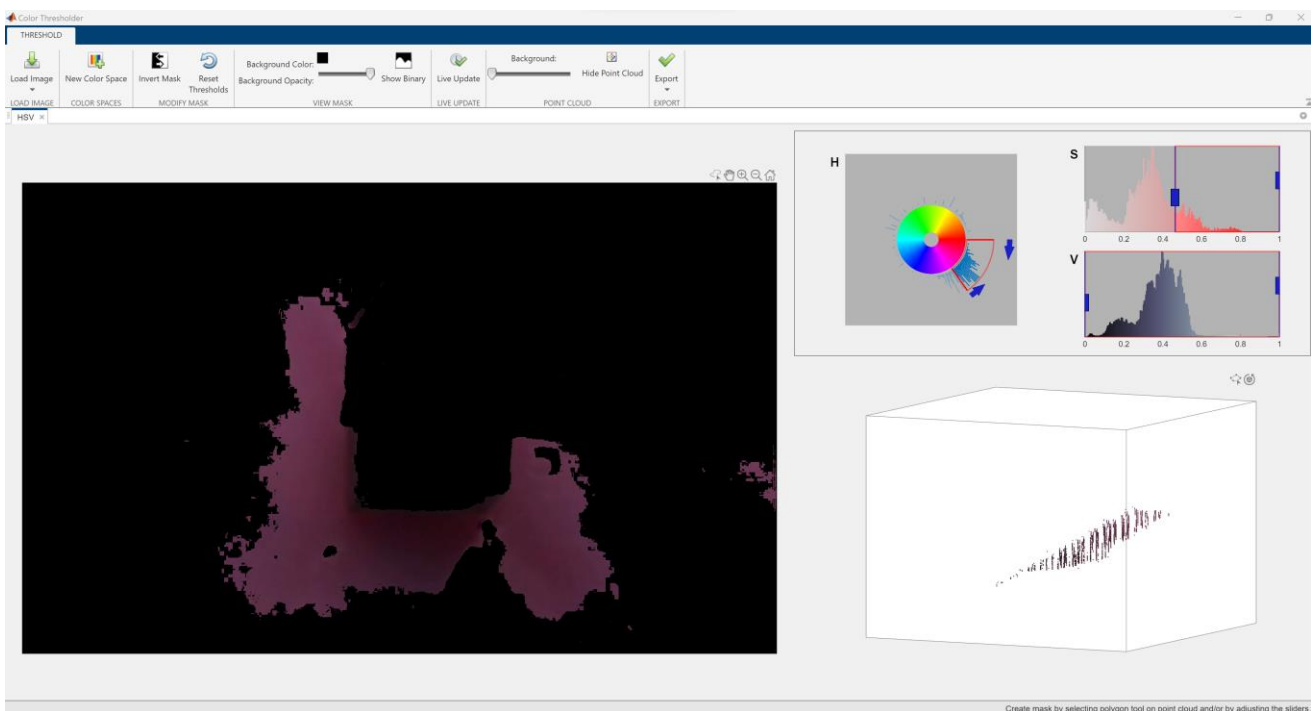 Color Thresholder
THRESHOLD
Load Image
New Color Space
Invert Mask
Reset
Thresholds
Background Color:
Background Opacity:
Show Binary
Live Update
Background:
Hide Point Cloud
Export
LOAD IMAGE
COLOR SPACES
MODIFY MASK
VIEW MASK
LIVE UPDATE
POINT CLOUD
EXPORT
HSV
H
S
0 0.2 0.4 0.6 0.8 1
V
0 0.2 0.4 0.6 0.8 1
Create mask by selecting polygon tool on point cloud and/or by adjusting the sliders